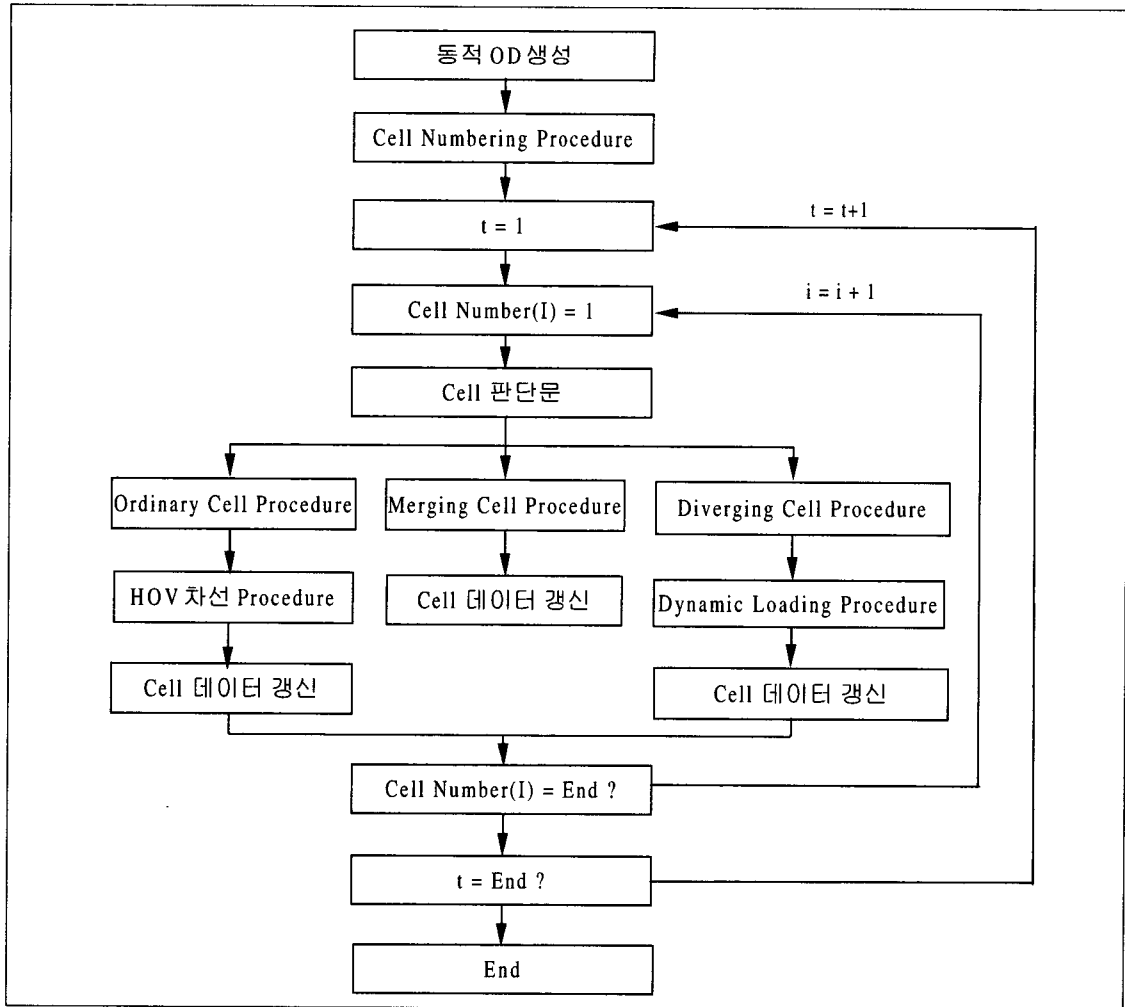 동적 OD 생성
Cell Numbering Procedure
t = 1
t = t+1
Cell Number(I) = 1
i = i + 1
Cell 판단문
Ordinary Cell Procedure
Merging Cell Procedure
Diverging Cell Procedure
HOV 차선 Procedure
Cell 데이터 갱신
Dynamic Loading Procedure
Cell 데이터 갱신
Cell 데이터 갱신
Cell Number(I) = End ?
t = End ?
End